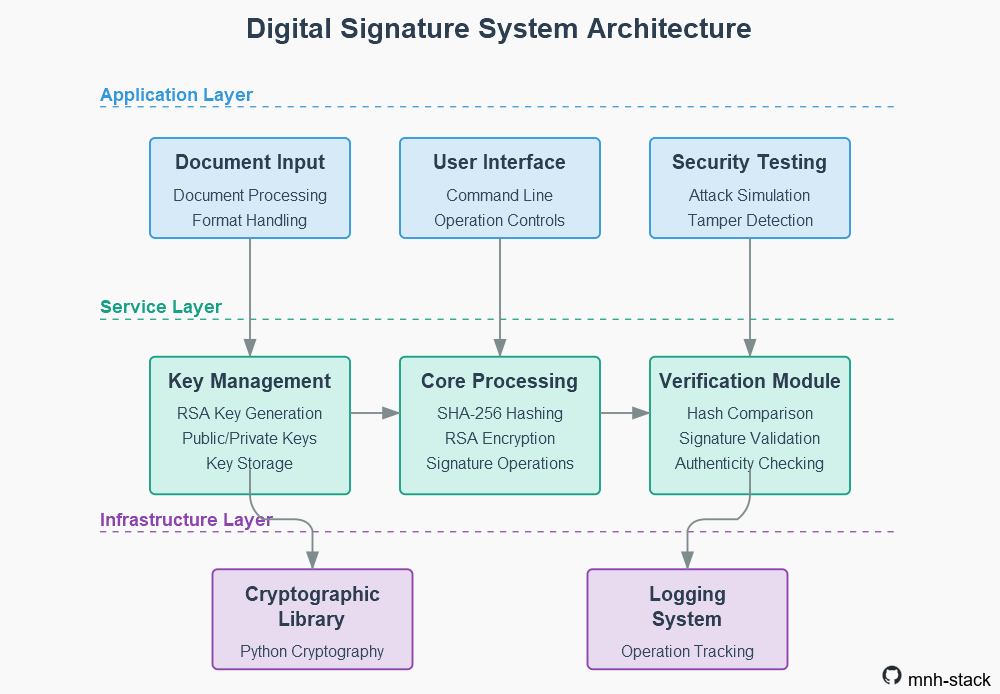 Digital Signature System Architecture
Application Layer
Document Input
Document Processing
Format Handling
User Interface
Command Line
Operation Controls
Security Testing
Attack Simulation
Tamper Detection
Service Layer
Key Management
RSA Key Generation
Public/Private Keys
Key Storage
Core Processing
SHA-256 Hashing
RSA Encryption
Signature Operations
Verification Module
Hash Comparison
Signature Validation
Authenticity Checking
Infrastructure Layer
Cryptographic
Library
Python Cryptography
Logging
System
Operation Tracking
mnh-stack